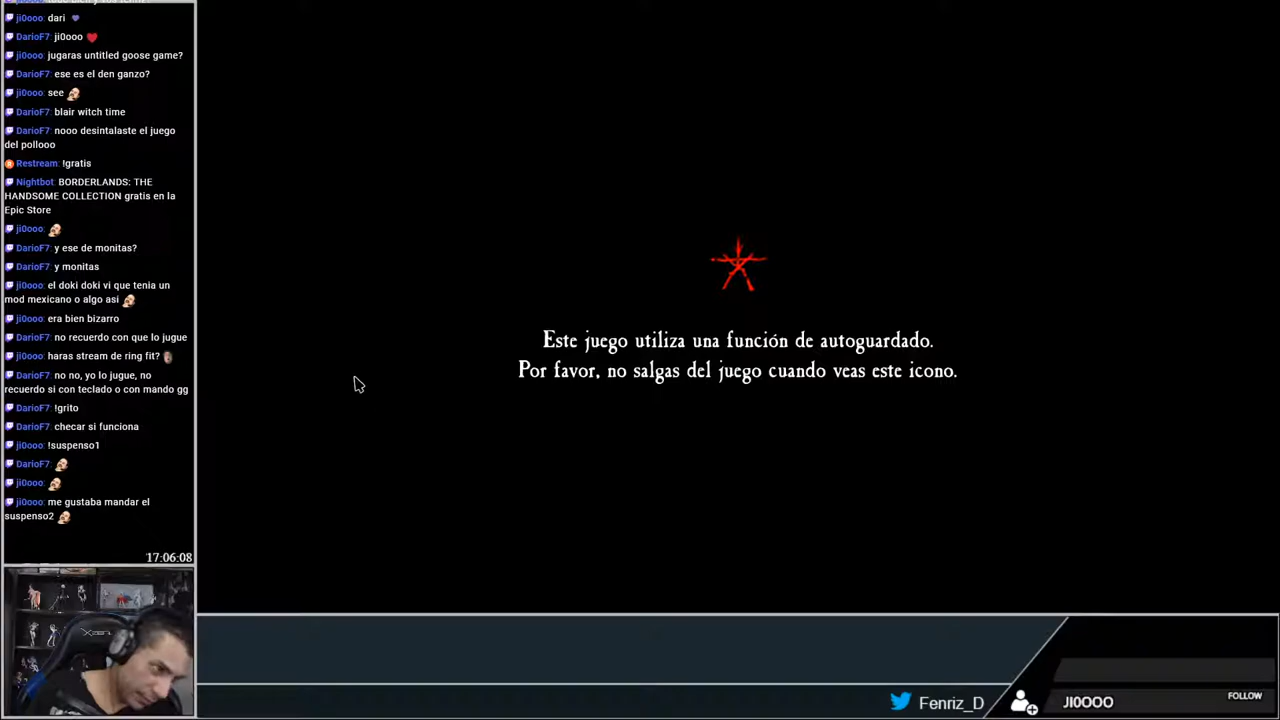 ji0ooo: dari
DarioF7: ji0ooo
ji0ooo: jugaras untitled goose game?
DarioF7: ese es el den ganzo?
ji0ooo: see
DarioF7: blair witch time
DarioF7: nooo desintalaste el juego
del pollooo
Restream: !gratis
Nightbot: BORDERLANDS: THE
HANDSOME COLLECTION gratis en la
Epic Store
ji0ooo:
DarioF7: y ese de monitas?
DarioF7: y monitas
ji0ooo: el doki doki vi que tenia un
mod mexicano o algo asi
ji0ooo: era bien bizarro
DarioF7: no recuerdo con que lo jugue
ji0ooo: haras stream de ring fit?
DarioF7: no no, yo lo jugue, no
recuerdo si con teclado o con mando gg
DarioF7: !grito
DarioF7: checar si funciona
ji0ooo: !suspenso1
DarioF7:
ji0ooo:
ji0ooo: me gustaba mandar el
suspenso2
17:06:08
Este juego utiliza una función de autoguardado.
Por favor, no salgas del juego cuando veas este icono.
Fenriz_D
JI0OOO
FOLLOW